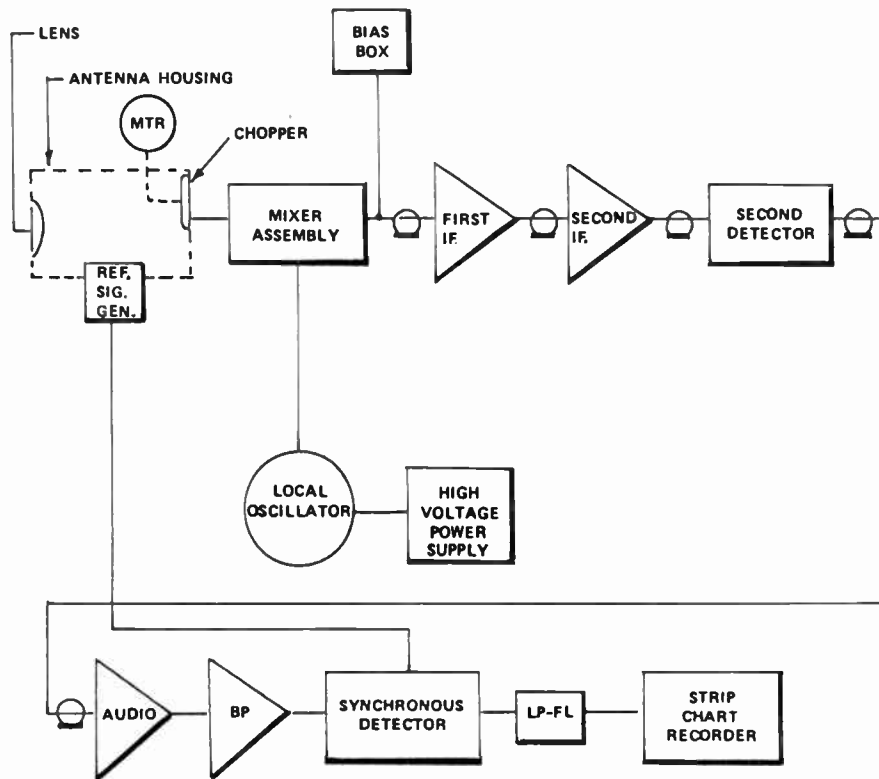 LENS
ANTENNA HOUSING
MTR
CHOPPER
BIAS
BOX
MIXER
ASSEMBLY
FIRST
I.F.
SECOND
I.F.
SECOND
DETECTOR
REF.
SIG.
GEN.
LOCAL
OSCILLATOR
HIGH
VOLTAGE
POWER
SUPPLY
AUDIO
BP
SYNCHRONOUS
DETECTOR
LP-FL
STRIP
CHART
RECORDER